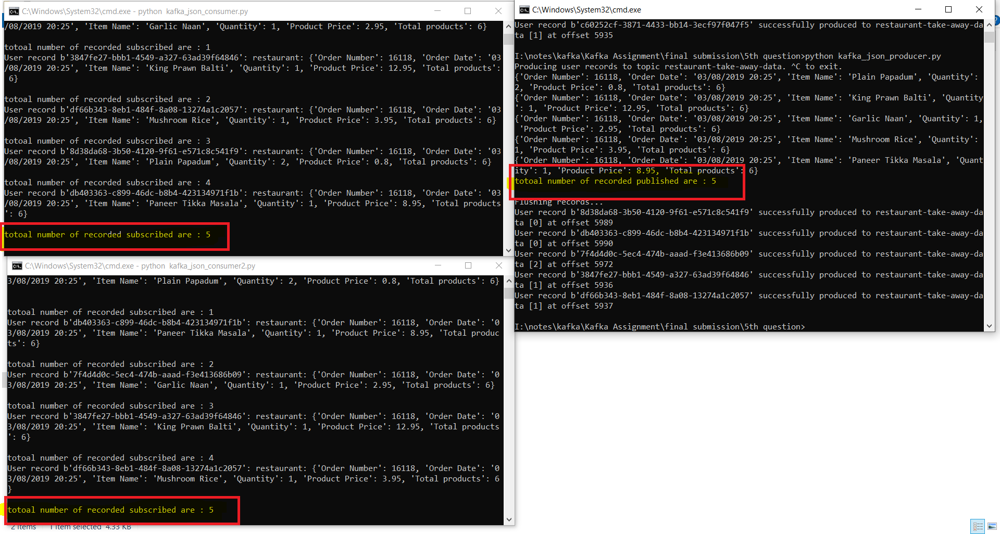 C:\Windows\System32\cmd.exe - python  kafka_json_consumer.py
/08/2019 20:25', 'Item Name': 'Garlic Naan', 'Quantity': 1, 'Product Price': 2.95, 'Total products': 6}
totoal number of recorded subscribed are : 1
User record b'3847fe27-bbb1-4549-a327-63ad39f64846': restaurant: {'Order Number': 16118, 'Order Date': '03
/08/2019 20:25', 'Item Name': 'King Prawn Balti', 'Quantity': 1, 'Product Price': 12.95, 'Total products':
6}
totoal number of recorded subscribed are : 2
User record b'df66b343-8eb1-484f-8a08-13274a1c2057': restaurant: {'Order Number': 16118, 'Order Date': '03
/08/2019 20:25', 'Item Name': 'Mushroom Rice', 'Quantity': 1, 'Product Price': 3.95, 'Total products': 6}
totoal number of recorded subscribed are : 3
User record b'8d38da68-3b50-4120-9f61-e571c8c541f9': restaurant: {'Order Number': 16118, 'Order Date': '03
/08/2019 20:25', 'Item Name': 'Plain Papadum', 'Quantity': 2, 'Product Price': 0.8, 'Total products': 6}
totoal number of recorded subscribed are : 4
User record b'db403363-c899-46dc-b8b4-423134971f1b': restaurant: {'Order Number': 16118, 'Order Date': '03
/08/2019 20:25', 'Item Name': 'Paneer Tikka Masala', 'Quantity': 1, 'Product Price': 8.95, 'Total products
': 6}
totoal number of recorded subscribed are : 5
C:\Windows\System32\cmd.exe - python  kafka_json_consumer2.py
3/08/2019 20:25', 'Item Name': 'Plain Papadum', 'Quantity': 2, 'Product Price': 0.8, 'Total products': 6}
totoal number of recorded subscribed are : 1
User record b'db403363-c899-46dc-b8b4-423134971f1b': restaurant: {'Order Number': 16118, 'Order Date': '0
3/08/2019 20:25', 'Item Name': 'Paneer Tikka Masala', 'Quantity': 1, 'Product Price': 8.95, 'Total produc
ts': 6}
totoal number of recorded subscribed are : 2
User record b'7f4d4d0c-5ec4-474b-aaad-f3e413686b09': restaurant: {'Order Number': 16118, 'Order Date': '0
3/08/2019 20:25', 'Item Name': 'Garlic Naan', 'Quantity': 1, 'Product Price': 2.95, 'Total products': 6}
totoal number of recorded subscribed are : 3
User record b'3847fe27-bbb1-4549-a327-63ad39f64846': restaurant: {'Order Number': 16118, 'Order Date': '0
3/08/2019 20:25', 'Item Name': 'King Prawn Balti', 'Quantity': 1, 'Product Price': 12.95, 'Total products
': 6}
totoal number of recorded subscribed are : 4
User record b'df66b343-8eb1-484f-8a08-13274a1c2057': restaurant: {'Order Number': 16118, 'Order Date': '0
3/08/2019 20:25', 'Item Name': 'Mushroom Rice', 'Quantity': 1, 'Product Price': 3.95, 'Total products': 6
}
totoal number of recorded subscribed are : 5
2 items 1 item selected 4.33 KB
C:\Windows\System32\cmd.exe
User record b'c60252cf-3871-4433-bb14-3ecf97f047f5' successfully produced to restaurant-take-away-da
ta [1] at offset 5935
I:\notes\kafka\Kafka Assignment\final submission\5th question>python kafka_json_producer.py
Producing user records to topic restaurant-take-away-data. ^C to exit.
{'Order Number': 16118, 'Order Date': '03/08/2019 20:25', 'Item Name': 'Plain Papadum', 'Quantity':
2, 'Product Price': 0.8, 'Total products': 6}
{'Order Number': 16118, 'Order Date': '03/08/2019 20:25', 'Item Name': 'King Prawn Balti', 'Quantity
': 1, 'Product Price': 12.95, 'Total products': 6}
{'Order Number': 16118, 'Order Date': '03/08/2019 20:25', 'Item Name': 'Garlic Naan', 'Quantity': 1,
'Product Price': 2.95, 'Total products': 6}
{'Order Number': 16118, 'Order Date': '03/08/2019 20:25', 'Item Name': 'Mushroom Rice', 'Quantity':
1, 'Product Price': 3.95, 'Total products': 6}
{'Order Number': 16118, 'Order Date': '03/08/2019 20:25', 'Item Name': 'Paneer Tikka Masala', 'Quant
ity': 1, 'Product Price': 8.95, 'Total products': 6}
totoal number of recorded published are : 5
Flushing records...
User record b'8d38da68-3b50-4120-9f61-e571c8c541f9' successfully produced to restaurant-take-away-da
ta [0] at offset 5989
User record b'db403363-c899-46dc-b8b4-423134971f1b' successfully produced to restaurant-take-away-da
ta [0] at offset 5990
User record b'7f4d4d0c-5ec4-474b-aaad-f3e413686b09' successfully produced to restaurant-take-away-da
ta [2] at offset 5972
User record b'3847fe27-bbb1-4549-a327-63ad39f64846' successfully produced to restaurant-take-away-da
ta [1] at offset 5936
User record b'df66b343-8eb1-484f-8a08-13274a1c2057' successfully produced to restaurant-take-away-da
ta [1] at offset 5937
I:\notes\kafka\Kafka Assignment\final submission\5th question>